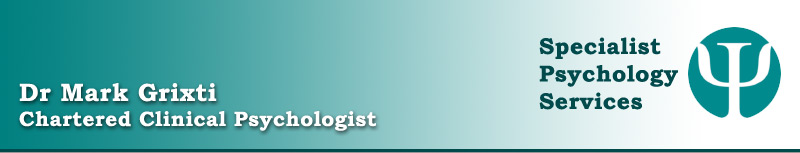 Dr Mark Grixti
Chartered Clinical Psychologist
Specialist
Psychology
Services